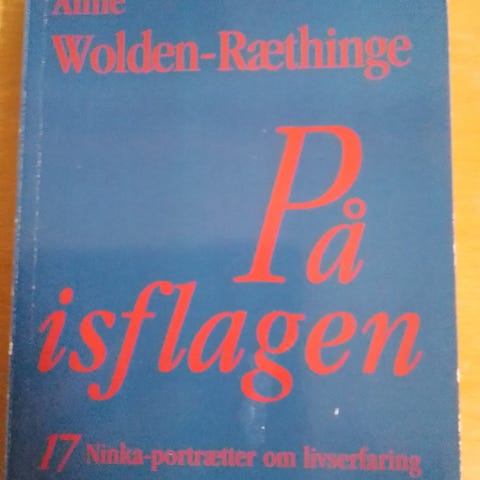 Anne
Wolden-Ræthinge
På
isflagen
17 Ninka-portrætter om livserfaring